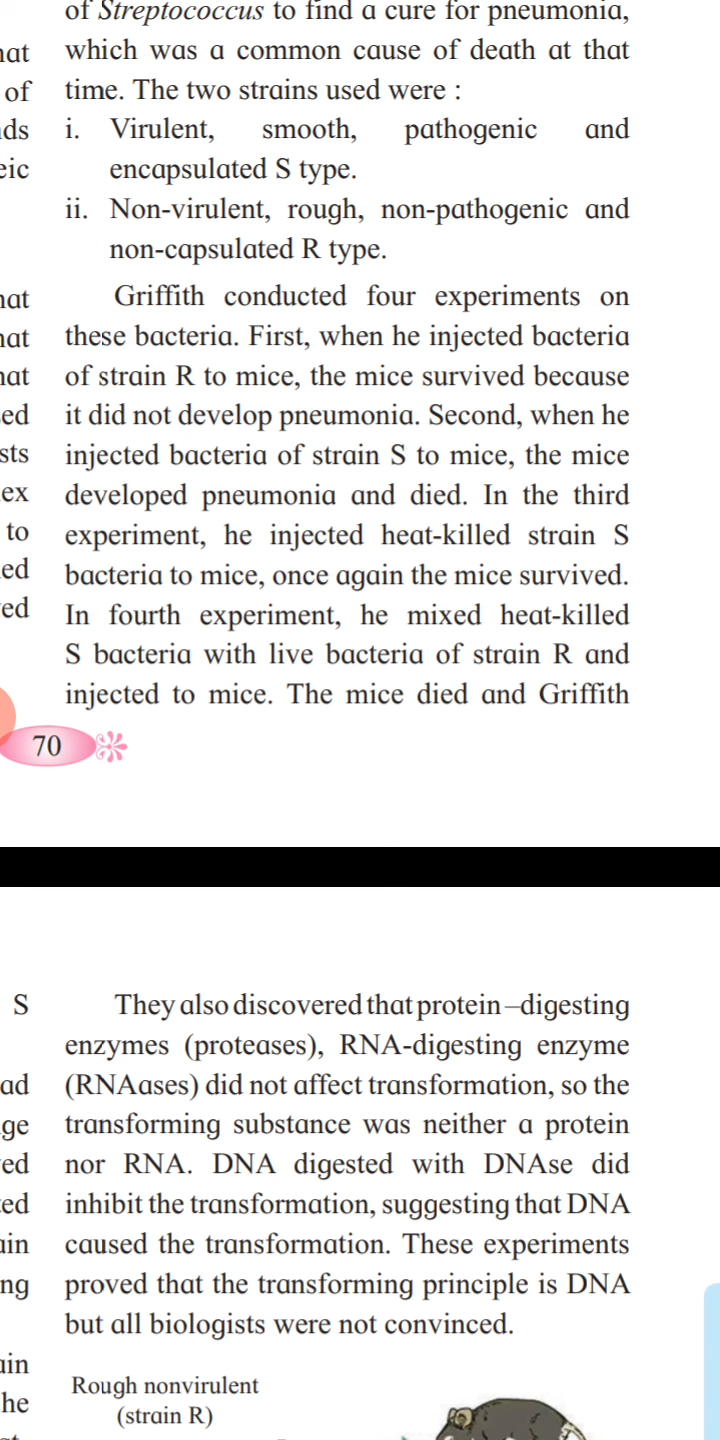 of Streptococcus to find a cure for pneumonia,
which was a common cause of death at that
time. The two strains used were :
i. Virulent, smooth, pathogenic and
encapsulated S type.
ii. Non-virulent, rough, non-pathogenic and
non-capsulated R type.
Griffith conducted four experiments on
these bacteria. First, when he injected bacteria
of strain R to mice, the mice survived because
it did not develop pneumonia. Second, when he
injected bacteria of strain S to mice, the mice
developed pneumonia and died. In the third
experiment, he injected heat-killed strain S
bacteria to mice, once again the mice survived.
In fourth experiment, he mixed heat-killed
S bacteria with live bacteria of strain R and
injected to mice. The mice died and Griffith
of
to
70
S
They also discovered that protein –digesting
enzymes (proteases), RNA-digesting enzyme
(RNAases) did not affect transformation, so the
transforming substance was neither a protein
nor RNA. DNA digested with DNAse did
inhibit the transformation, suggesting that DNA
caused the transformation. These experiments
proved that the transforming principle is DNA
but all biologists were not convinced.
Rough nonvirulent
(strain R)